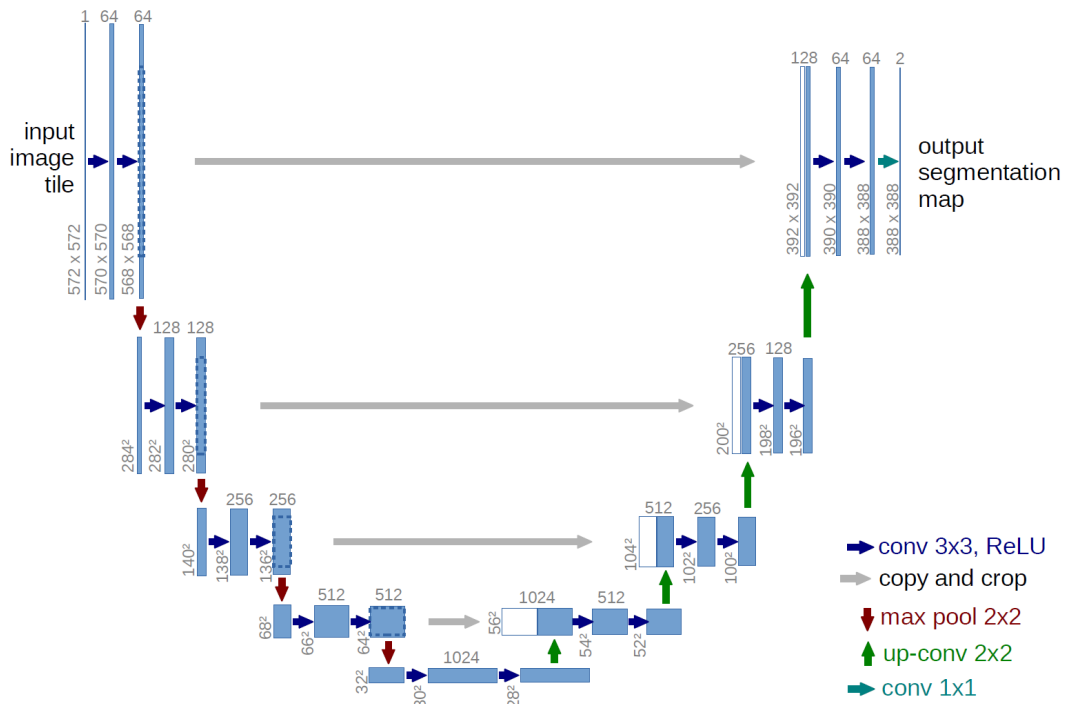 1 64 64
128 64 64 2
input
image
tile
output
segmentation
map
572 x 572
570 x 570
568 x 568
392 x 392
390 x 390
388 x 388
388 x 388
128 128
256 128
284²
282²
280²
200²
198²
196²
256 256
512 256
140²
138²
136²
104²
102²
100²
512 512
1024 512
68²
66²
64²
56²
54²
52²
1024
32²
30²
28²
conv 3x3, ReLU
copy and crop
max pool 2x2
up-conv 2x2
conv 1x1